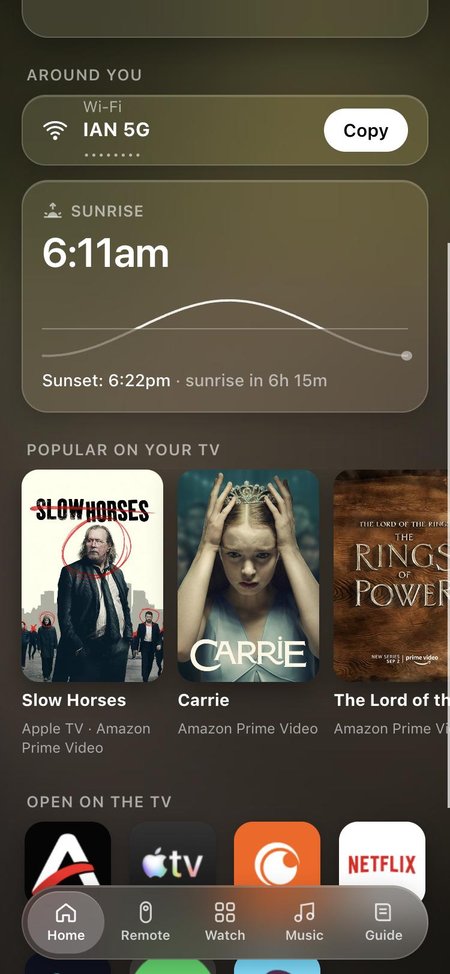 AROUND YOU
Wi-Fi
IAN 5G
Copy
••••••••
SUNRISE
6:11am
Sunset: 6:22pm · sunrise in 6h 15m
POPULAR ON YOUR TV
SLOW HORSES
CARRIE
THE LORD OF THE RING
THE
RINGS
OF
POWER
NEW SERIES
SEP 2
prime video
Slow Horses
Carrie
The Lord of th
Apple TV · Amazon
Prime Video
Amazon Prime Video
Amazon Prime Vi
OPEN ON THE TV
tv
NETFLIX
Home
Remote
Watch
Music
Guide